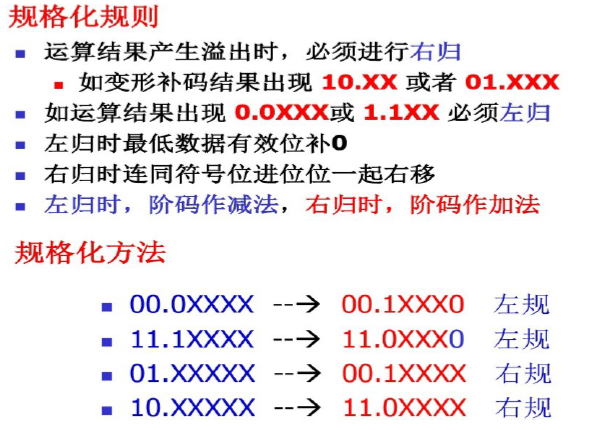 规格化规则
运算结果产生溢出时，必须进行右归
如变形补码结果出现 10.XX 或者 01.XXX
如运算结果出现 0.0XXX或 1.1XX 必须左归
左归时最低数据有效位补0
右归时连同符号位进位位一起右移
左归时，阶码作减法，右归时，阶码作加法
规格化方法
00.0XXXX --→ 00.1XXX0 左规
11.1XXXX --→ 11.0XXX0 左规
01.XXXXX --→ 00.1XXXX 右规
10.XXXXX --→ 11.0XXXX 右规